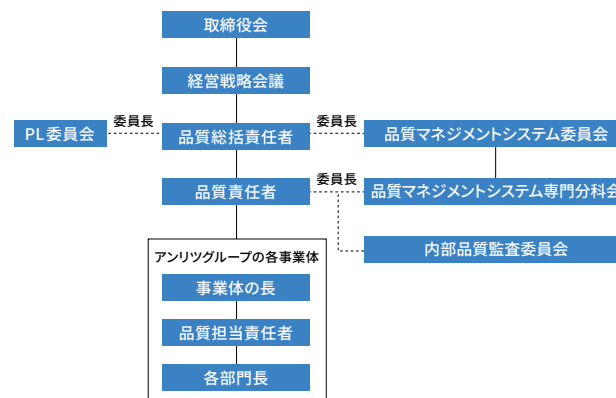 取締役会
経営戦略会議
PL委員会
委員長
品質総括責任者
委員長
品質マネジメントシステム委員会
品質責任者
委員長
品質マネジメントシステム専門分科会
内部品質監査委員会
アンリツグループの各事業体
事業体の長
品質担当責任者
各部門長